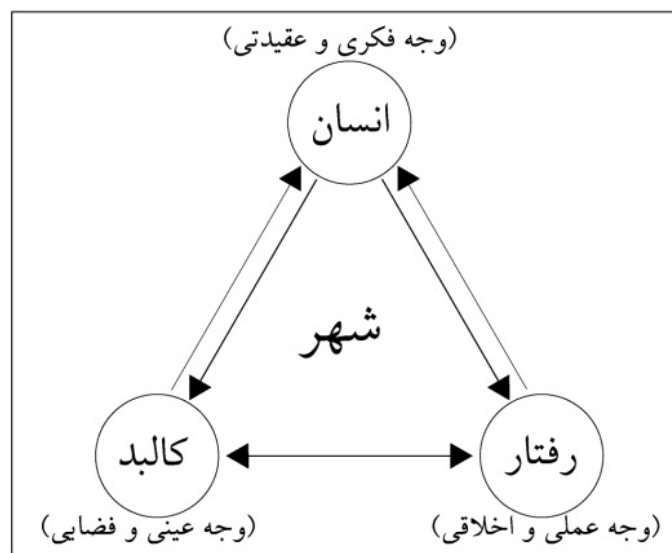 (وجه فکری و عقیدتی)
انسان
شهر
رفتار
کالبد
(وجه عملی و اخلاقی)
(وجه عینی و فضایی)